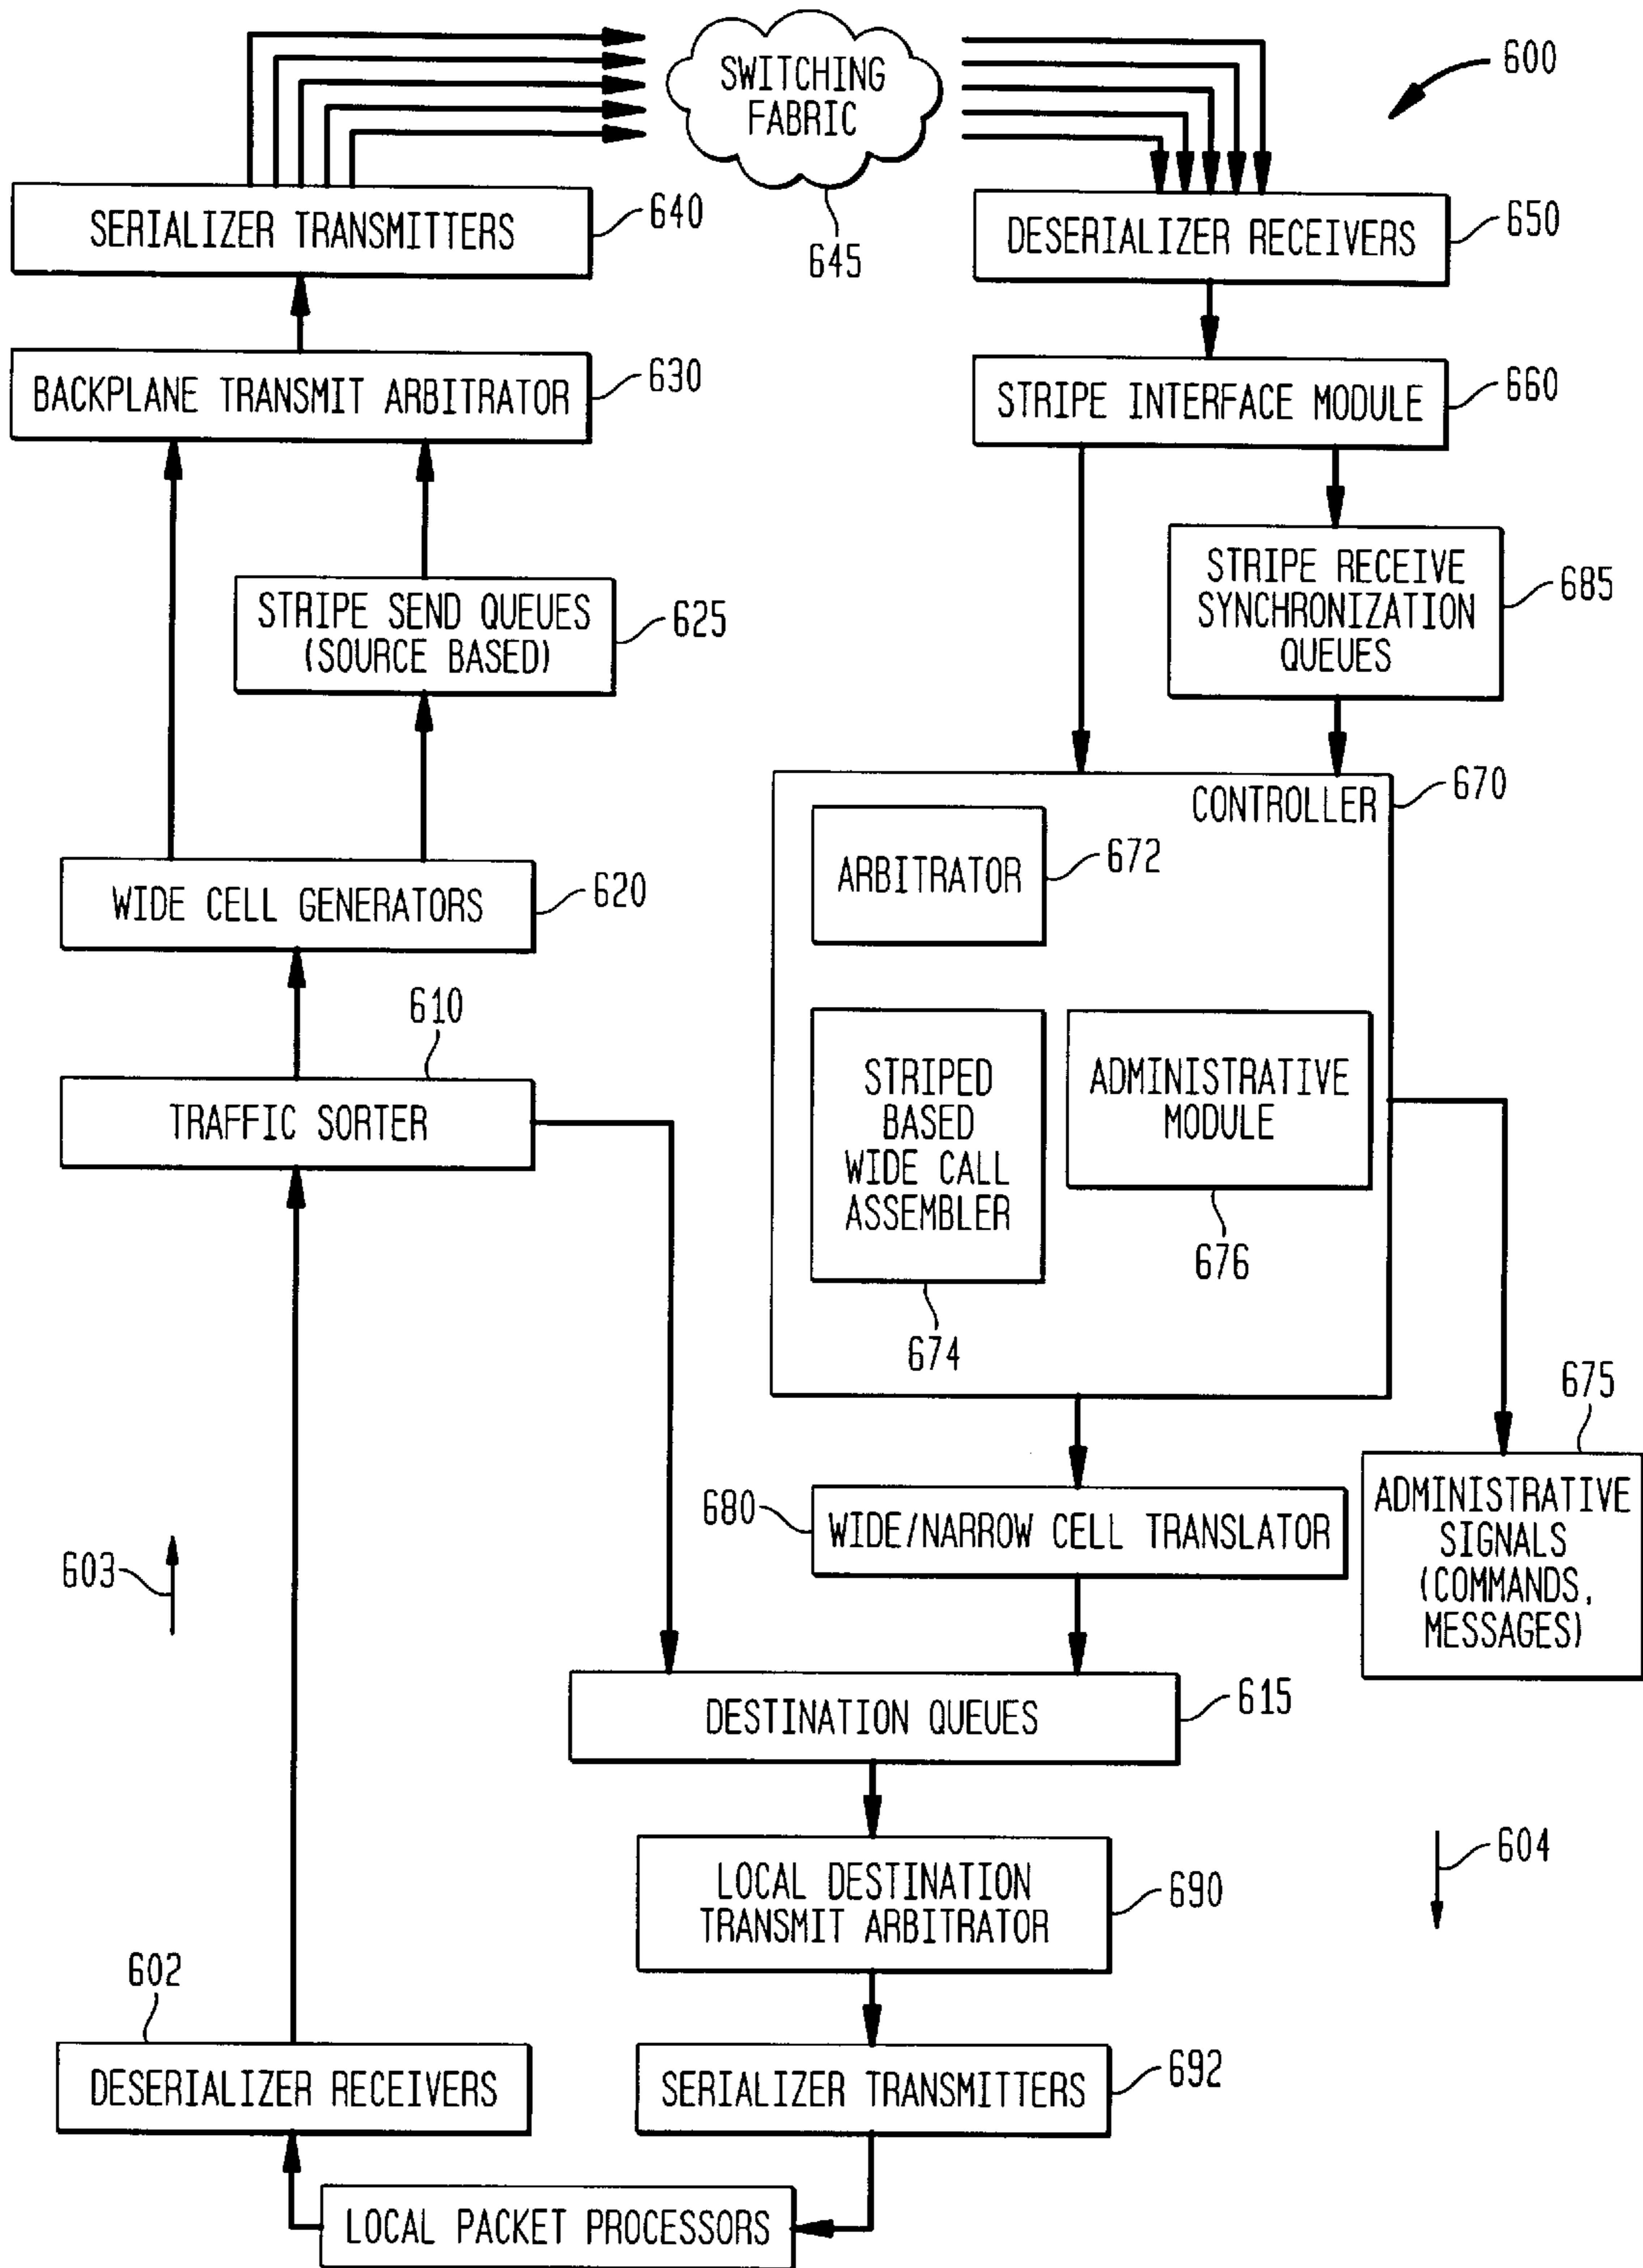 SWITCHING
FABRIC
600
645
SERIALIZER TRANSMITTERS
640
DESERIALIZER RECEIVERS
650
BACKPLANE TRANSMIT ARBITRATOR
630
STRIPE INTERFACE MODULE
660
STRIPE SEND QUEUES
(SOURCE BASED)
625
STRIPE RECEIVE
SYNCHRONIZATION
QUEUES
685
CONTROLLER
670
ARBITRATOR
672
WIDE CELL GENERATORS
620
610
TRAFFIC SORTER
STRIPED
BASED
WIDE CALL
ASSEMBLER
674
ADMINISTRATIVE
MODULE
676
675
ADMINISTRATIVE
SIGNALS
(COMMANDS,
MESSAGES)
680
WIDE/NARROW CELL TRANSLATOR
603
DESTINATION QUEUES
615
LOCAL DESTINATION
TRANSMIT ARBITRATOR
690
604
602
DESERIALIZER RECEIVERS
SERIALIZER TRANSMITTERS
692
LOCAL PACKET PROCESSORS